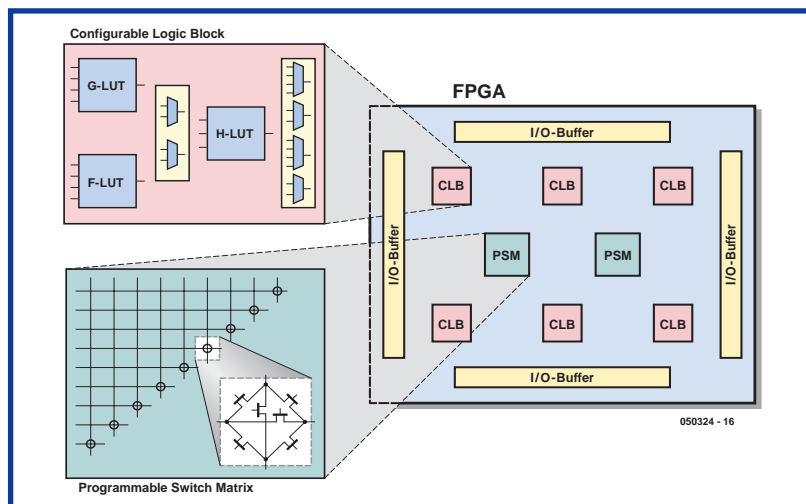 Configurable Logic Block
G-LUT
H-LUT
F-LUT
FPGA
I/O-Buffer
I/O-Buffer
CLB
CLB
CLB
I/O-Buffer
PSM
PSM
CLB
CLB
CLB
I/O-Buffer
050324 - 16
Programmable Switch Matrix